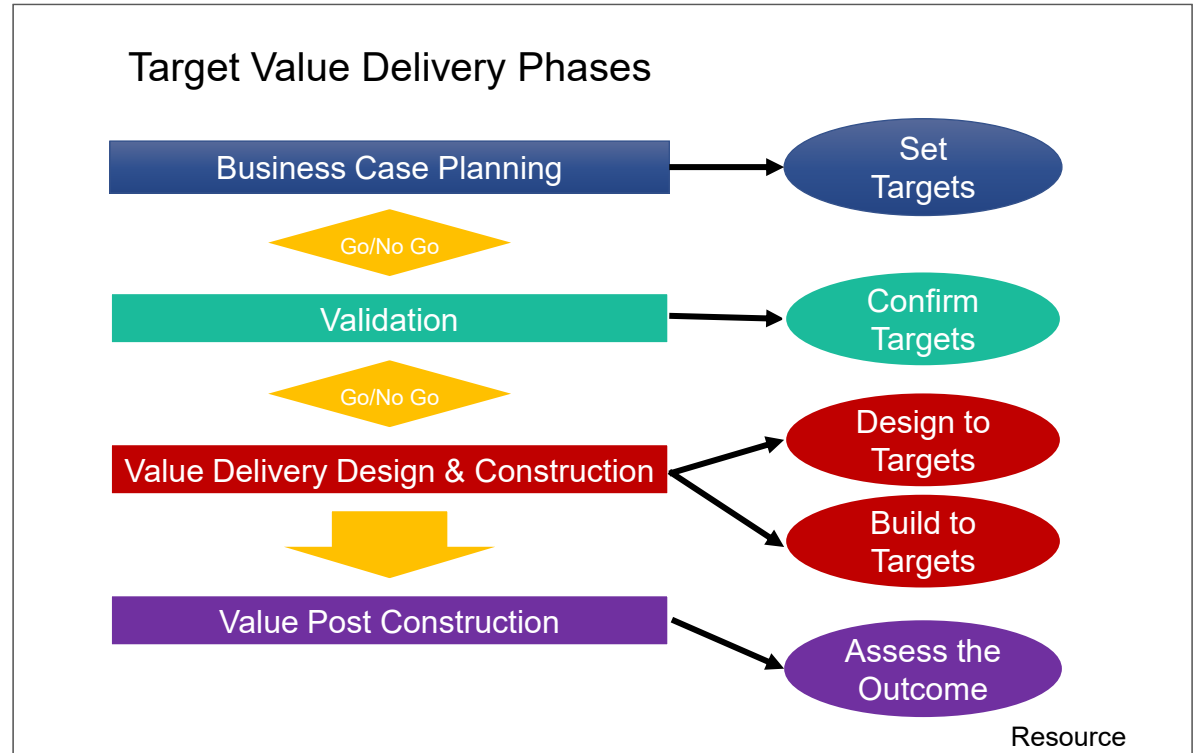 Target Value Delivery Phases
Business Case Planning
Set
Targets
Go/No Go
Validation
Confirm
Targets
Go/No Go
Value Delivery Design & Construction
Design to
Targets
Build to
Targets
Value Post Construction
Assess the
Outcome
Resource